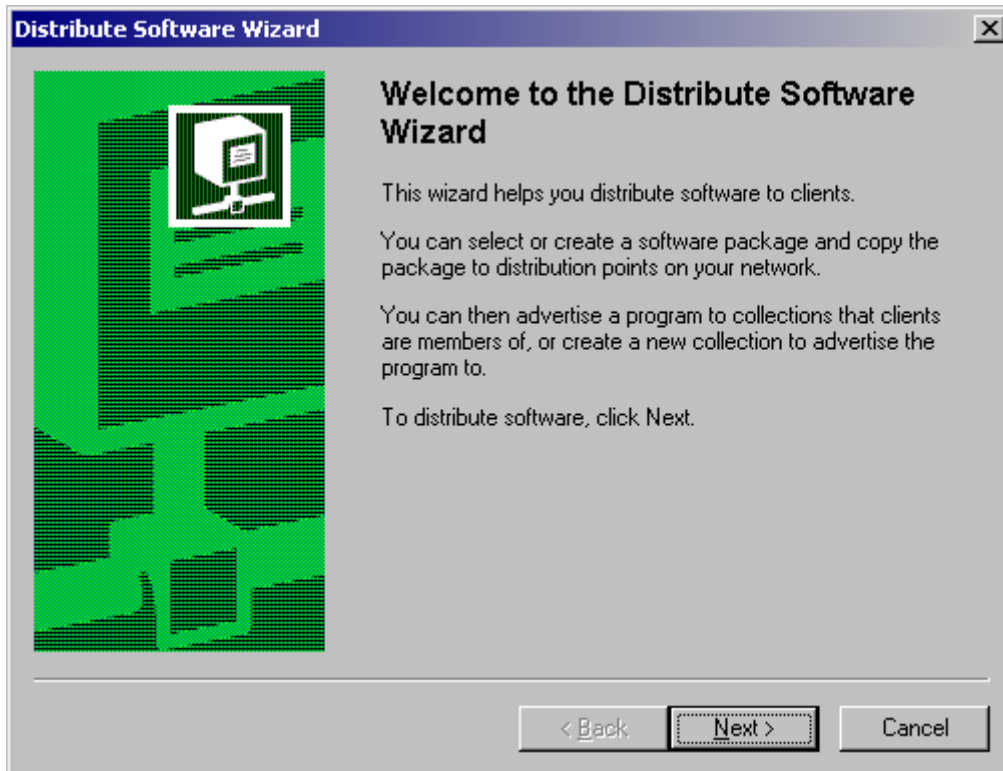 Distribute Software Wizard
Welcome to the Distribute Software
Wizard
This wizard helps you distribute software to clients.
You can select or create a software package and copy the
package to distribution points on your network.
You can then advertise a program to collections that clients
are members of, or create a new collection to advertise the
program to.
To distribute software, click Next.
< Back
Next >
Cancel